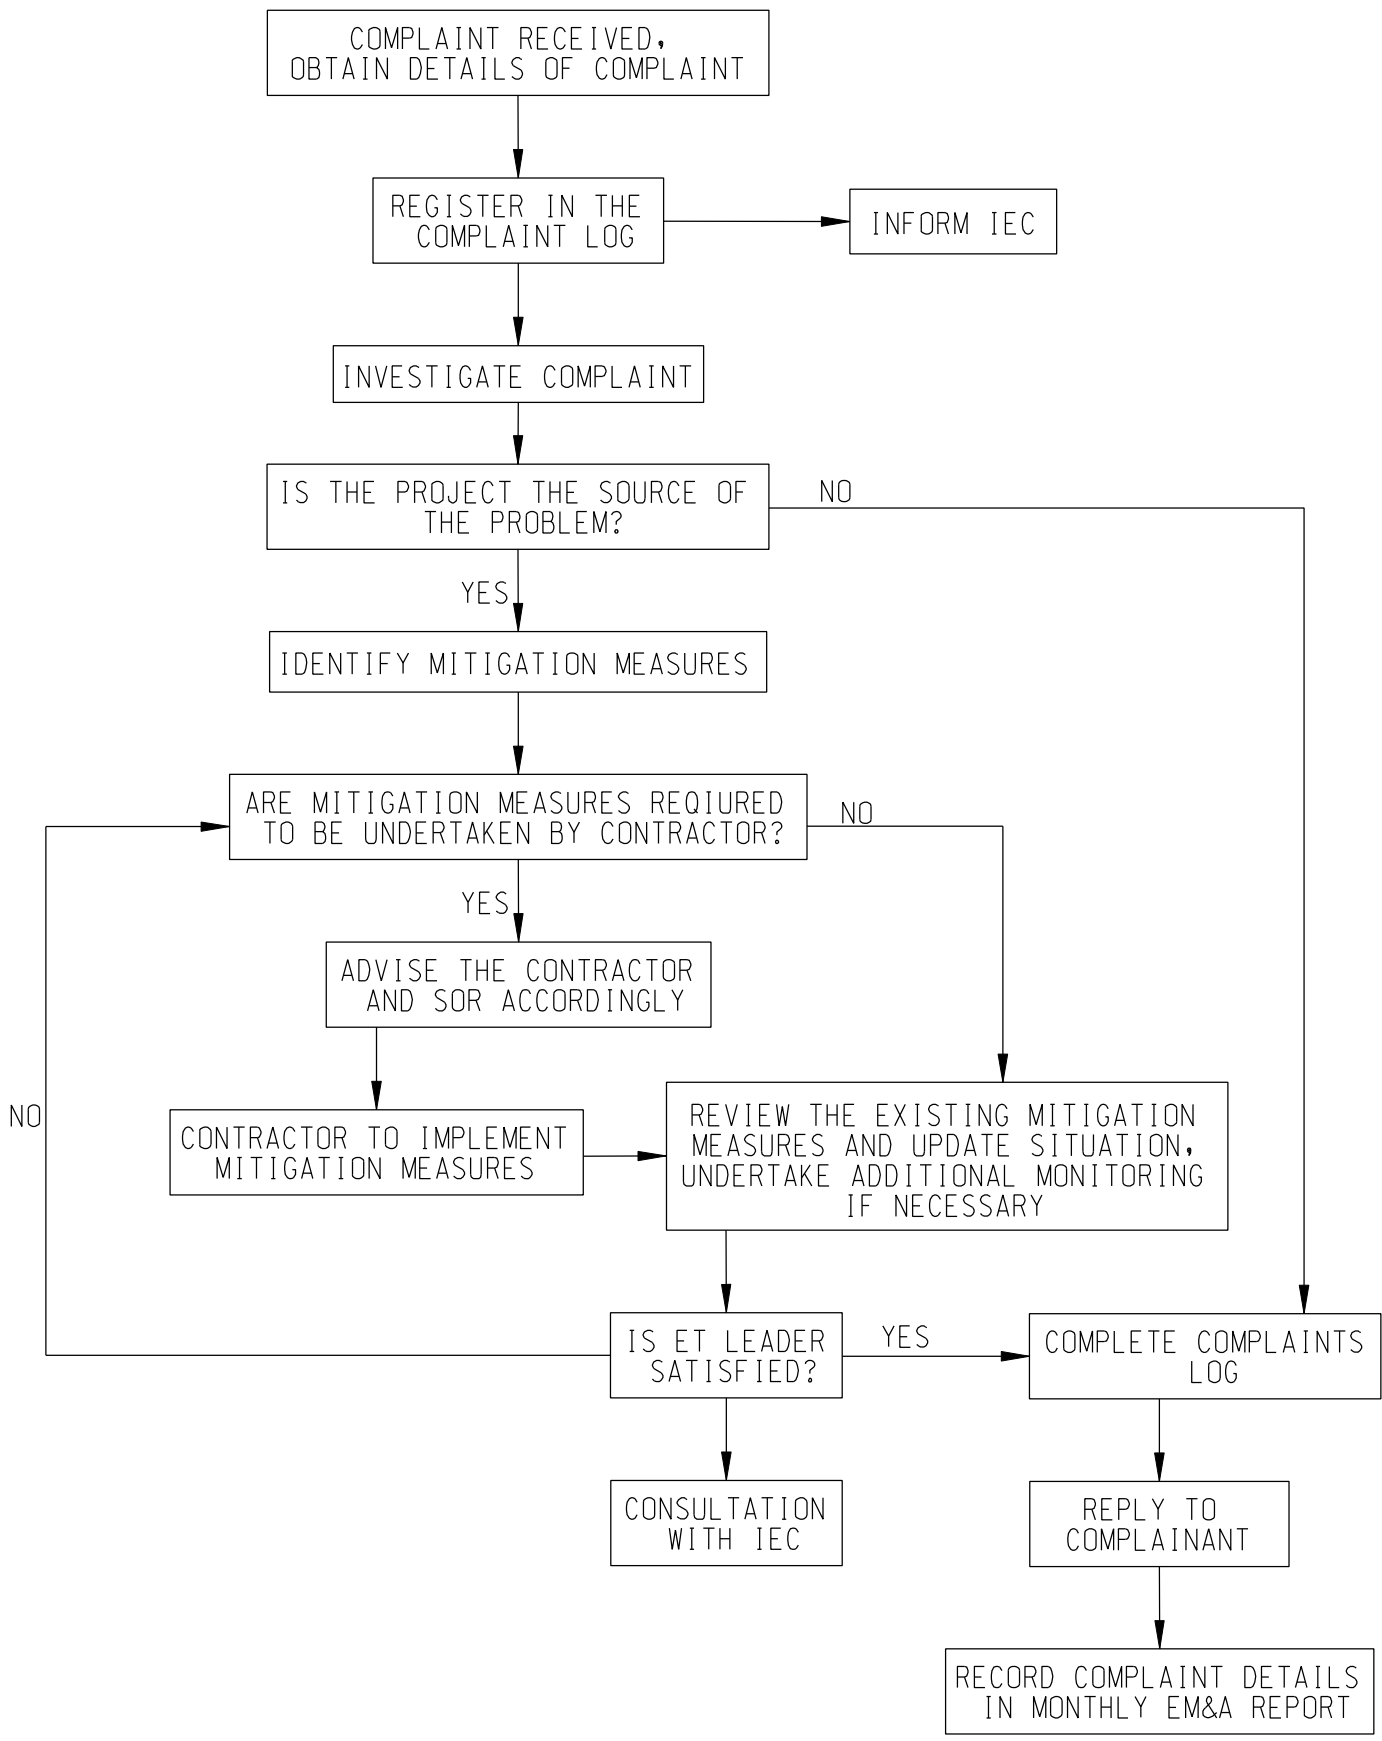 COMPLAINT RECEIVED,
OBTAIN DETAILS OF COMPLAINT
REGISTER IN THE
COMPLAINT LOG
INFORM IEC
INVESTIGATE COMPLAINT
IS THE PROJECT THE SOURCE OF
THE PROBLEM?
NO
YES
IDENTIFY MITIGATION MEASURES
ARE MITIGATION MEASURES REQIURED
TO BE UNDERTAKEN BY CONTRACTOR?
NO
YES
ADVISE THE CONTRACTOR
AND SOR ACCORDINGLY
NO
CONTRACTOR TO IMPLEMENT
MITIGATION MEASURES
REVIEW THE EXISTING MITIGATION
MEASURES AND UPDATE SITUATION,
UNDERTAKE ADDITIONAL MONITORING
IF NECESSARY
IS ET LEADER
SATISFIED?
YES
COMPLETE COMPLAINTS
LOG
CONSULTATION
WITH IEC
REPLY TO
COMPLAINANT
RECORD COMPLAINT DETAILS
IN MONTHLY EM&A REPORT